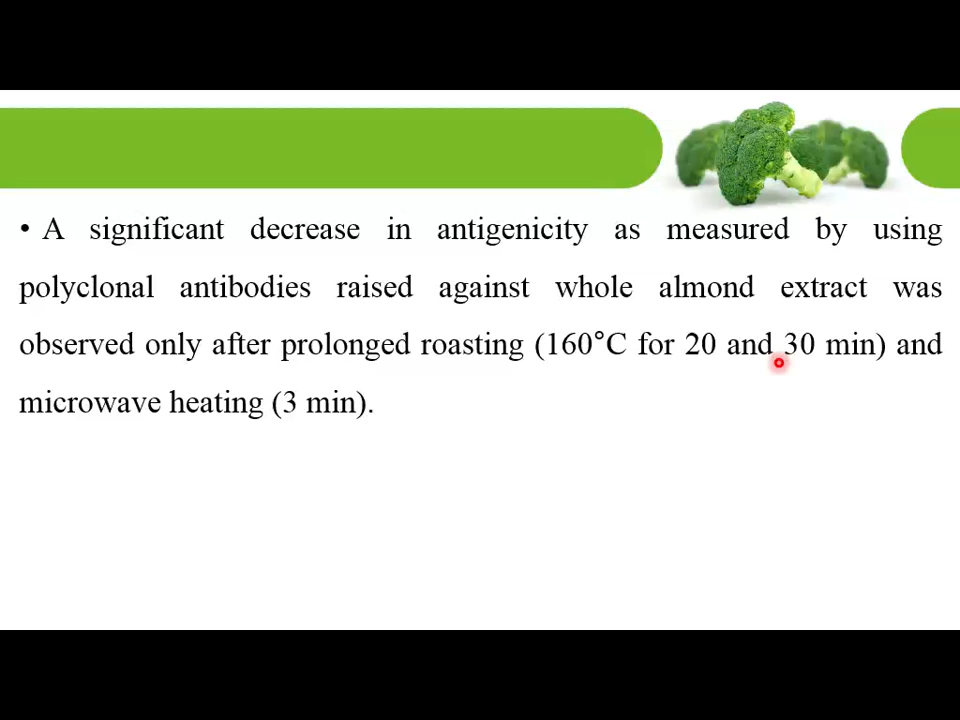 • A significant decrease in antigenicity as measured by using
polyclonal antibodies raised against whole almond extract was
observed only after prolonged roasting (160°C for 20 and 30 min) and
microwave heating (3 min).